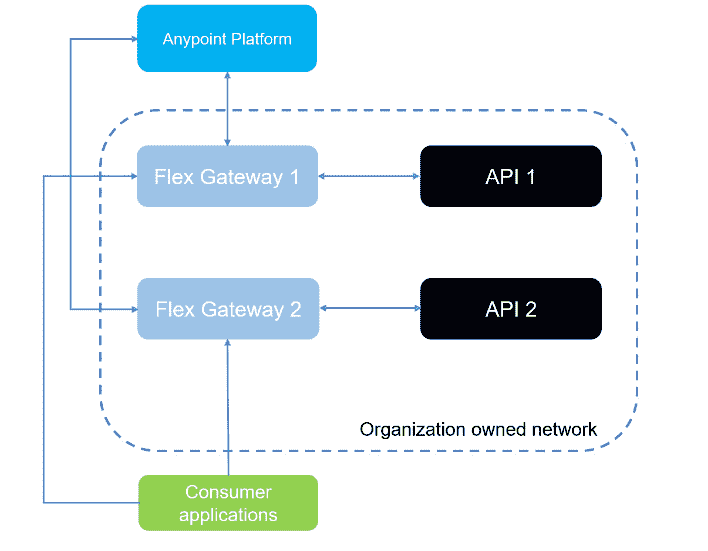 Anypoint Platform
Flex Gateway 1
API 1
Flex Gateway 2
API 2
Organization owned network
Consumer
applications